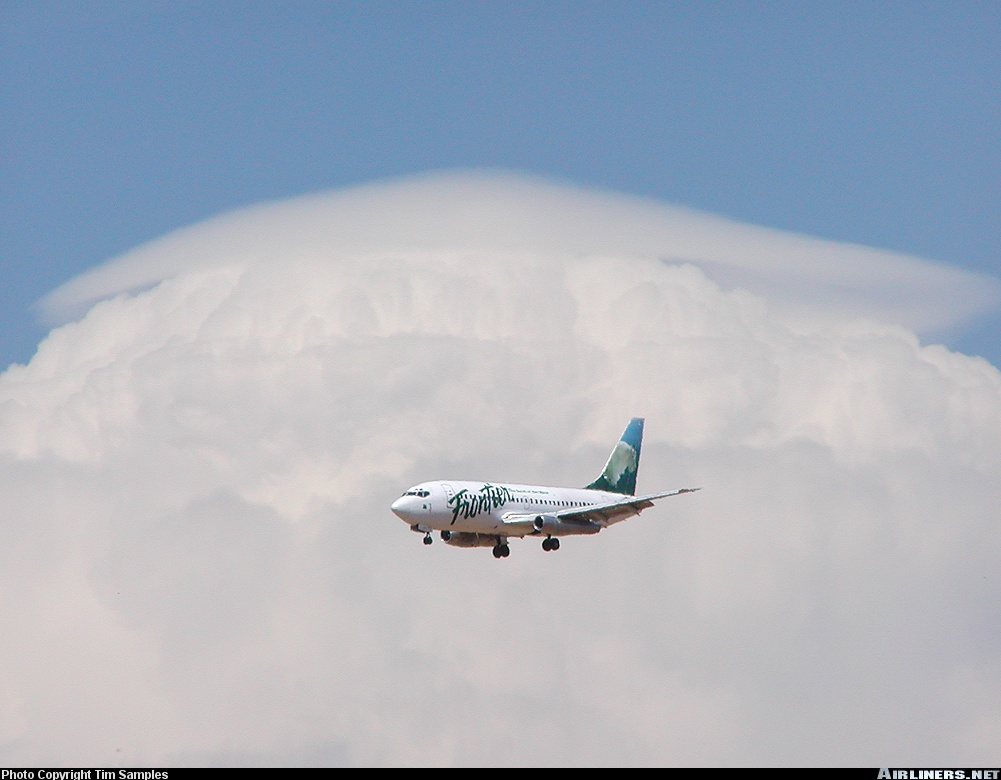 Frontier
Photo Copyright Tim Samples
AIRLINERS.NET